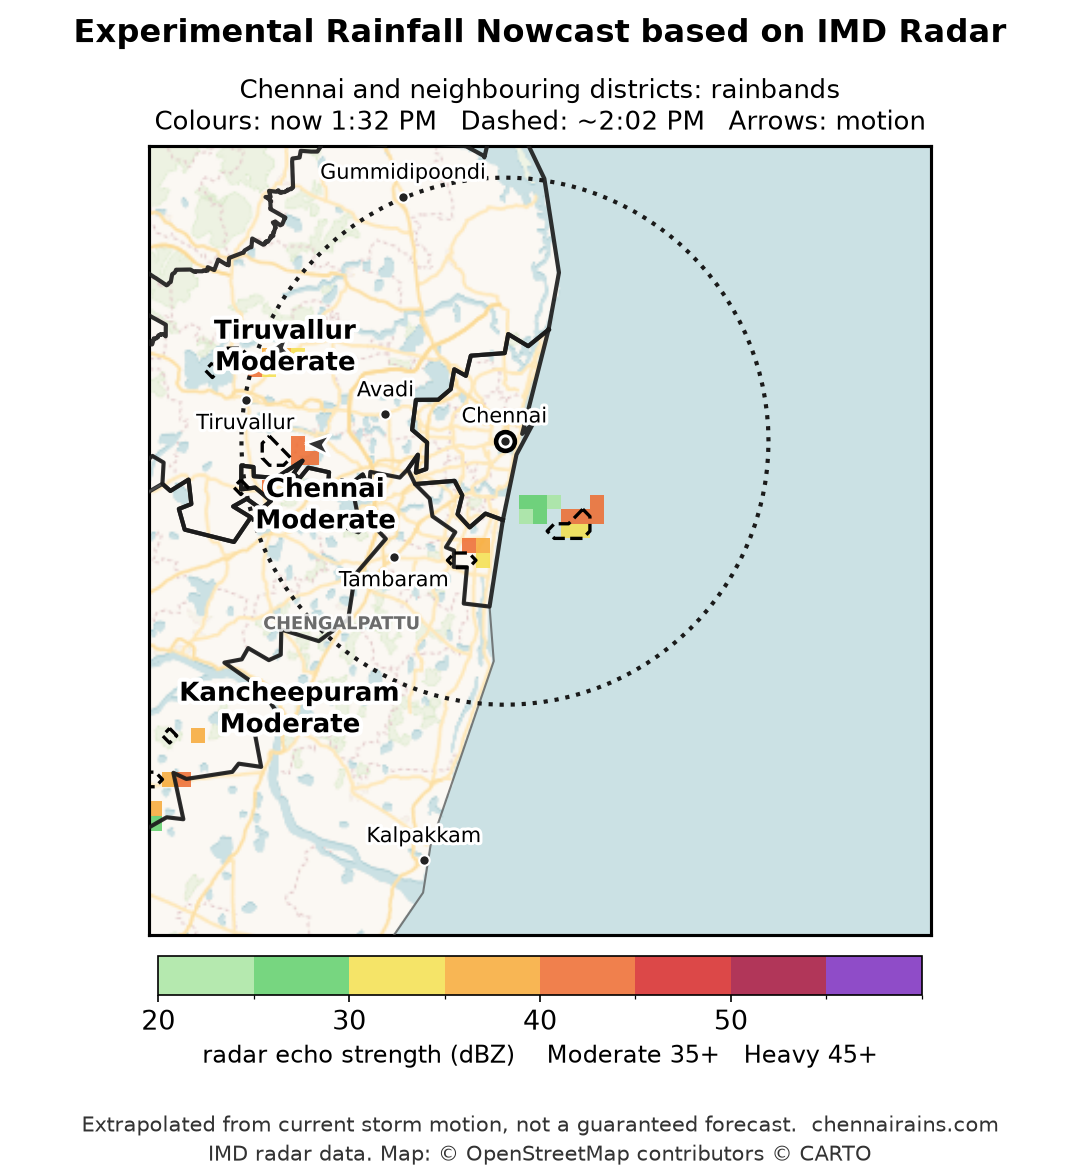 Experimental Rainfall Nowcast based on IMD Radar
Chennai and neighbouring districts: rainbands
Colours: now 1:32 PM   Dashed: ~2:02 PM   Arrows: motion
Gummidipoondi
Tiruvallur
Moderate
Avadi
Tiruvallur
Chennai
Chennai
Moderate
Tambaram
CHENGALPATTU
Kancheepuram
Moderate
Kalpakkam
20 30 40 50
radar echo strength (dBZ)    Moderate 35+   Heavy 45+
Extrapolated from current storm motion, not a guaranteed forecast.  chennairains.com
IMD radar data. Map: © OpenStreetMap contributors © CARTO